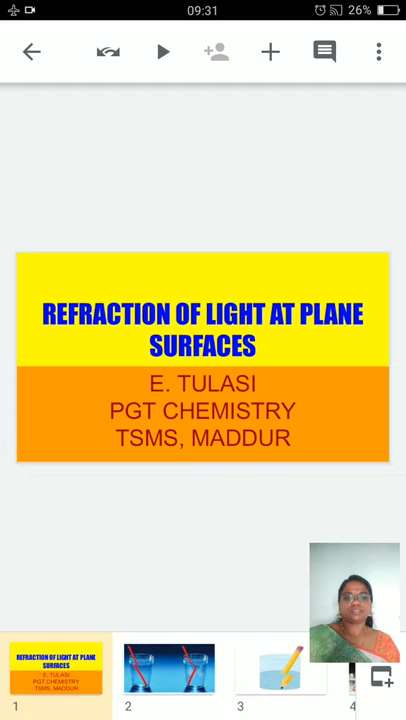 09:31
26%
REFRACTION OF LIGHT AT PLANE
SURFACES
E. TULASI
PGT CHEMISTRY
TSMS, MADDUR
REFRACTION OF LIGHT AT PLANE
SURFACES
E. TULASI
PGT CHEMISTRY
TSMS, MADDUR
1
2
3
4